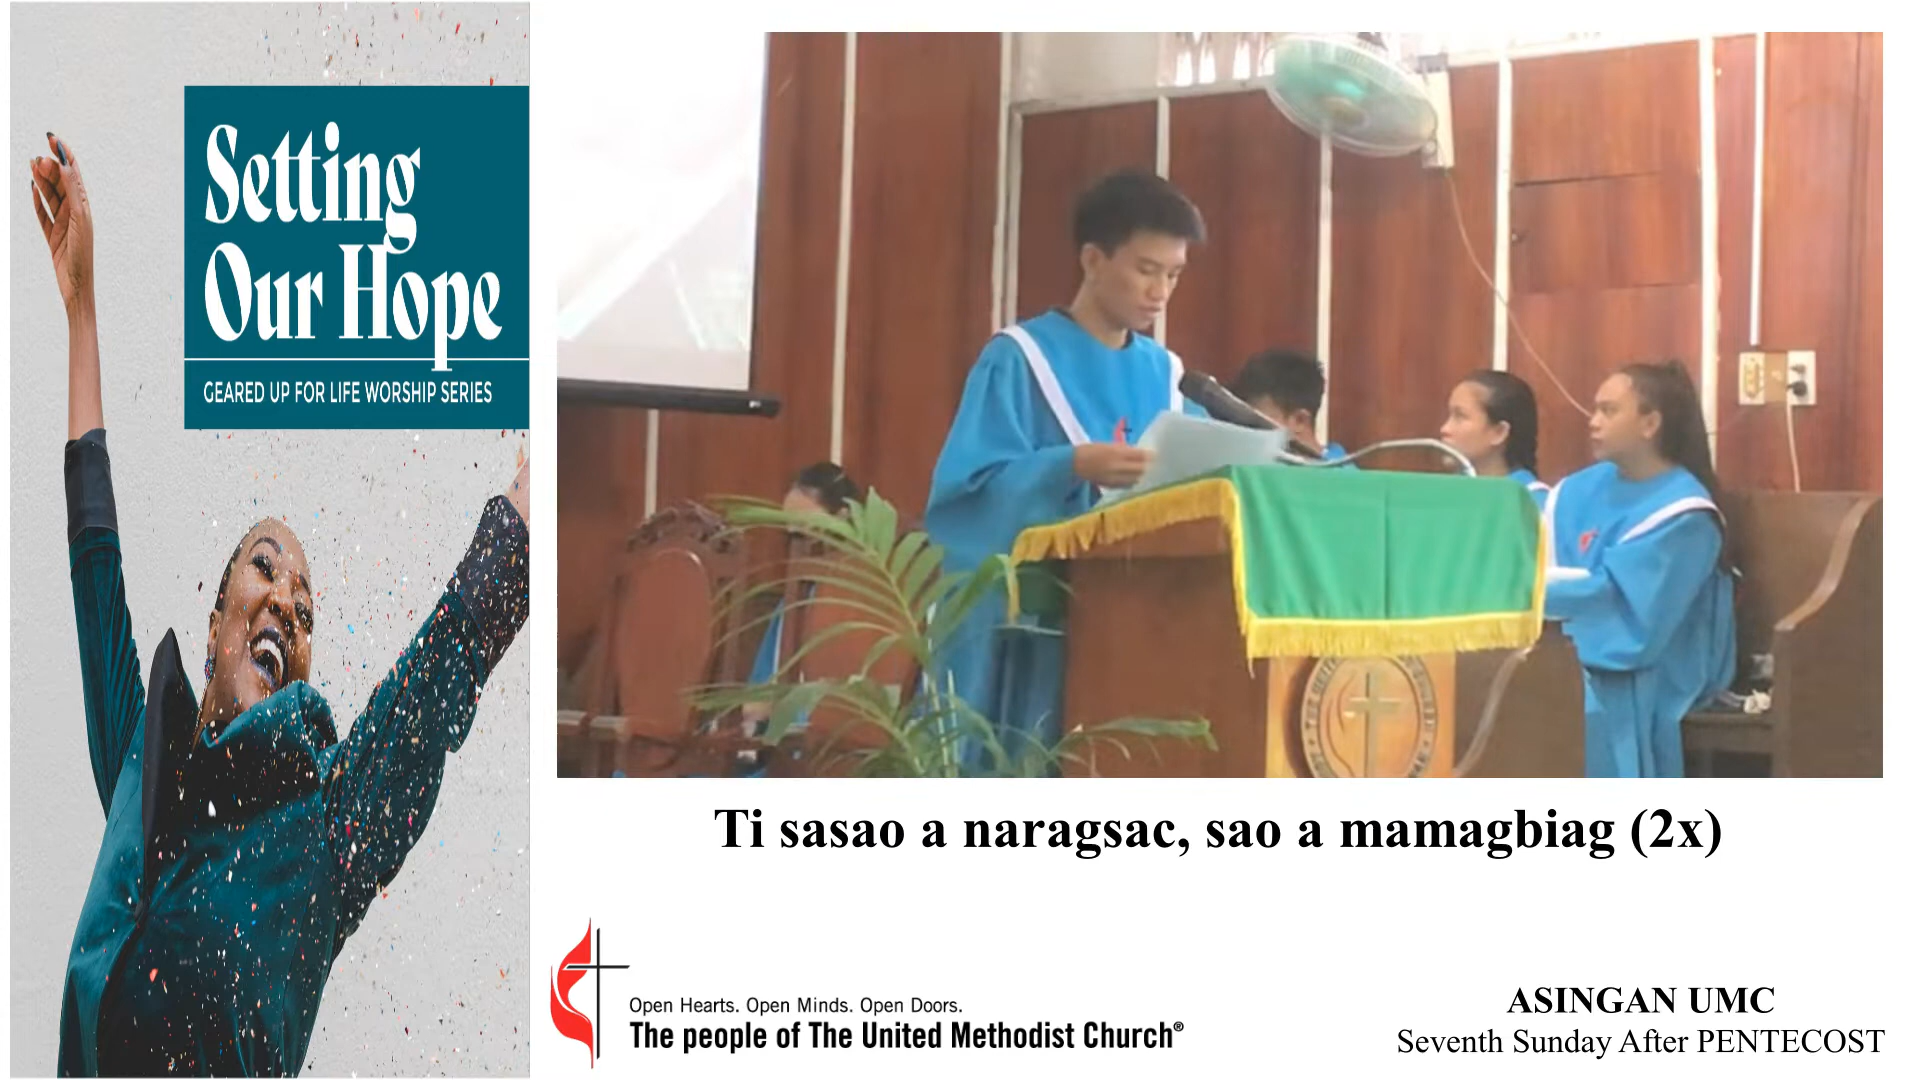 Setting
Our Hope
GEARED UP FOR LIFE WORSHIP SERIES
Ti sasao a naragsac, sao a mamagbiag (2x)
Open Hearts. Open Minds. Open Doors.
The people of The United Methodist Church®
ASINGAN UMC
Seventh Sunday After PENTECOST